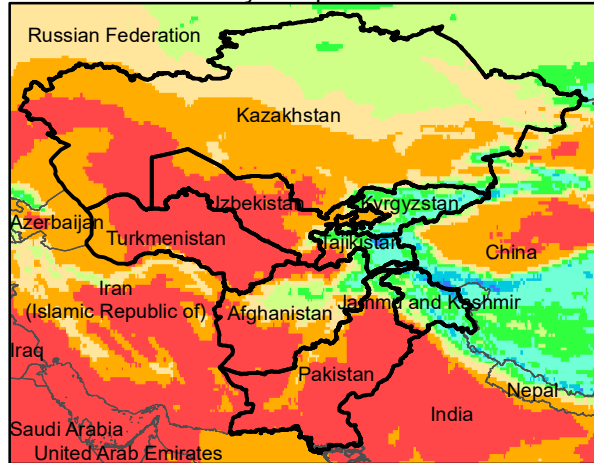 Russian Federation
Kazakhstan
Uzbekistan
Kyrgyzstan
Azerbaijan
Turkmenistan
Tajikistan
China
Iran
(Islamic Republic of)
Afghanistan
Jammu and Kashmir
Iraq
Pakistan
Nepal
India
Saudi Arabia
United Arab Emirates